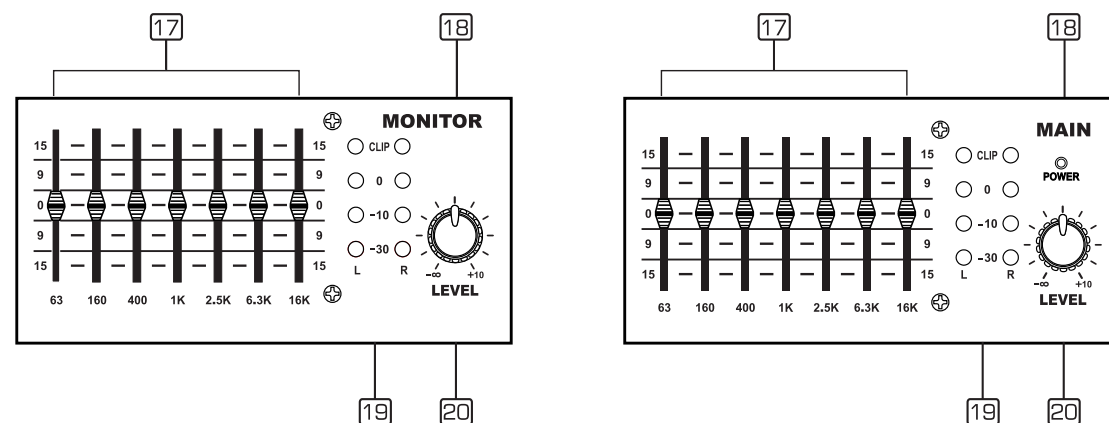 17 18 17 18
MONITOR
15 15 CLIP
9 9 0
0 0 -10
9 9 -30
15 15 L R
-∞ +10
LEVEL
63 160 400 1K 2.5K 6.3K 16K
MAIN
POWER
15 15 CLIP
9 9 0
0 0 -10
9 9 -30
15 15 L R
-∞ +10
LEVEL
63 160 400 1K 2.5K 6.3K 16K
19 20 19 20